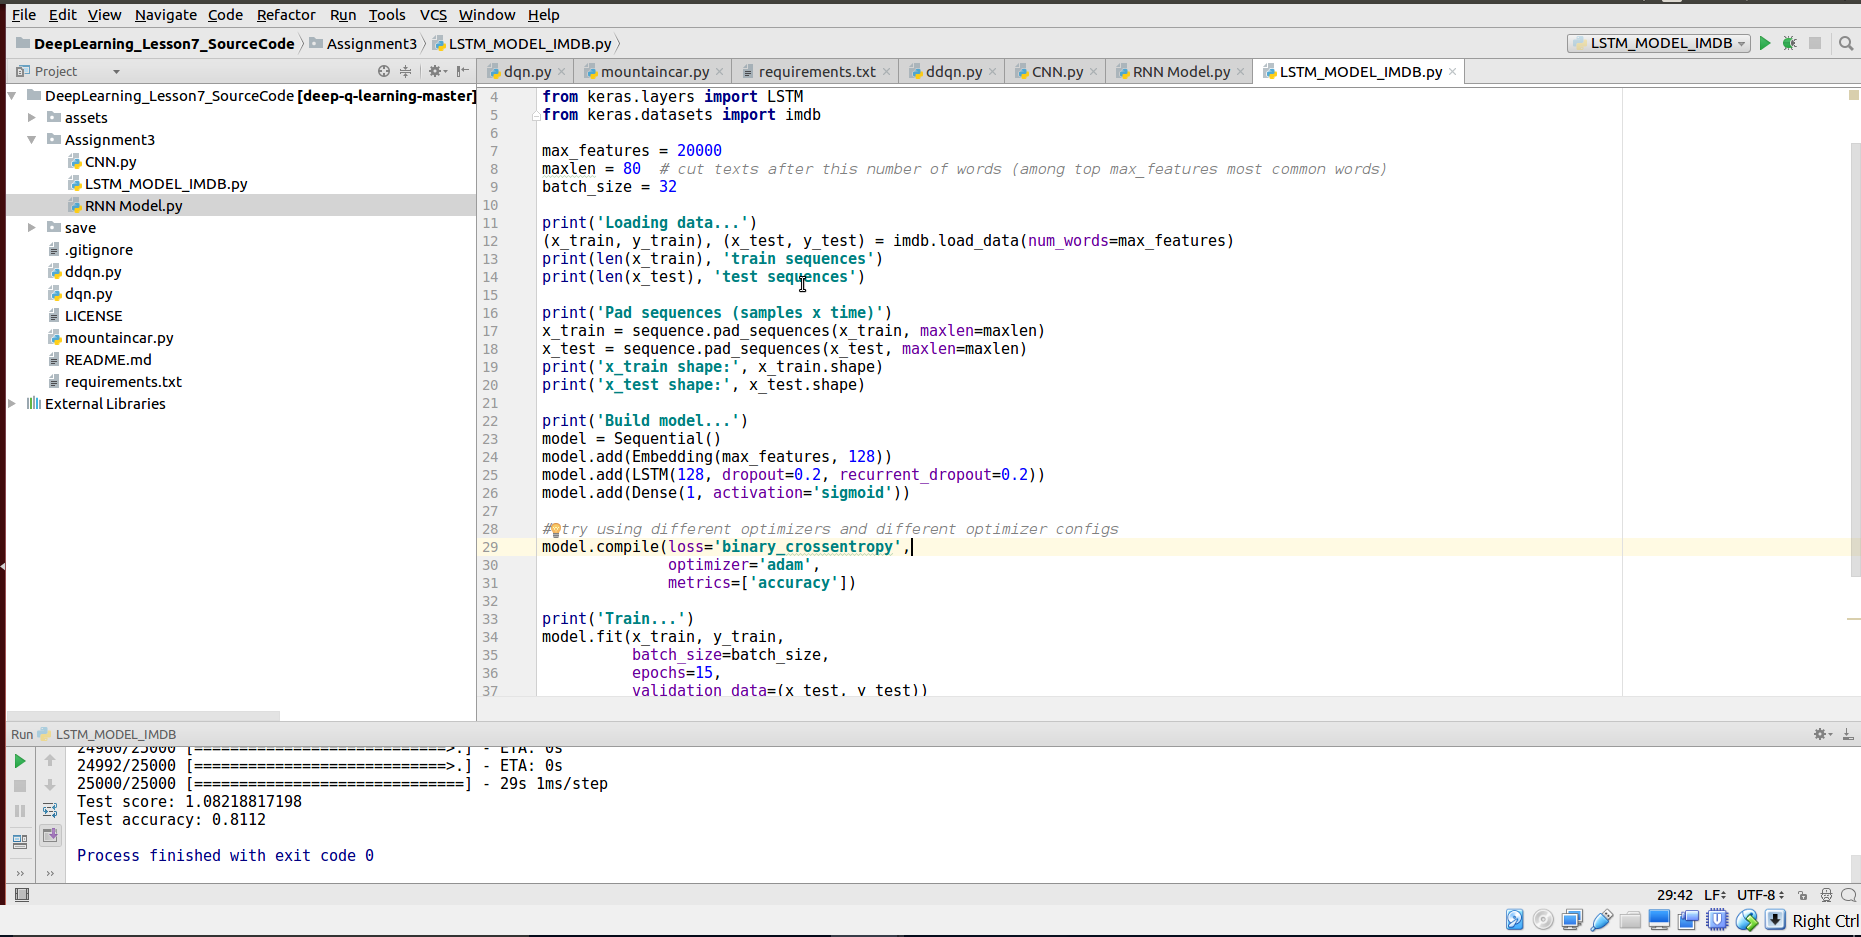 File Edit View Navigate Code Refactor Run Tools VCS Window Help
DeepLearning_Lesson7_SourceCode Assignment3 LSTM_MODEL_IMDB.py LSTM_MODEL_IMDB
Project dqn.py mountaincar.py requirements.txt ddqn.py CNN.py RNN Model.py LSTM_MODEL_IMDB.py
DeepLearning_Lesson7_SourceCode [deep-q-learning-master]
assets
Assignment3
CNN.py
LSTM_MODEL_IMDB.py
RNN Model.py
save
.gitignore
ddqn.py
dqn.py
LICENSE
mountaincar.py
README.md
requirements.txt
External Libraries
4 from keras.layers import LSTM
5 from keras.datasets import imdb
6
7 max_features = 20000
8 maxlen = 80  # cut texts after this number of words (among top max_features most common words)
9 batch_size = 32
10
11 print('Loading data...')
12 (x_train, y_train), (x_test, y_test) = imdb.load_data(num_words=max_features)
13 print(len(x_train), 'train sequences')
14 print(len(x_test), 'test sequences')
15
16 print('Pad sequences (samples x time)')
17 x_train = sequence.pad_sequences(x_train, maxlen=maxlen)
18 x_test = sequence.pad_sequences(x_test, maxlen=maxlen)
19 print('x_train shape:', x_train.shape)
20 print('x_test shape:', x_test.shape)
21
22 print('Build model...')
23 model = Sequential()
24 model.add(Embedding(max_features, 128))
25 model.add(LSTM(128, dropout=0.2, recurrent_dropout=0.2))
26 model.add(Dense(1, activation='sigmoid'))
27
28 # try using different optimizers and different optimizer configs
29 model.compile(loss='binary_crossentropy',
30               optimizer='adam',
31               metrics=['accuracy'])
32
33 print('Train...')
34 model.fit(x_train, y_train,
35           batch_size=batch_size,
36           epochs=15,
37           validation_data=(x_test, y_test))
Run LSTM_MODEL_IMDB
24960/25000 [============================>.] - ETA: 0s
24992/25000 [============================>.] - ETA: 0s
25000/25000 [==============================] - 29s 1ms/step
Test score: 1.08218817198
Test accuracy: 0.8112
Process finished with exit code 0
29:42 LF UTF-8
Right Ctrl